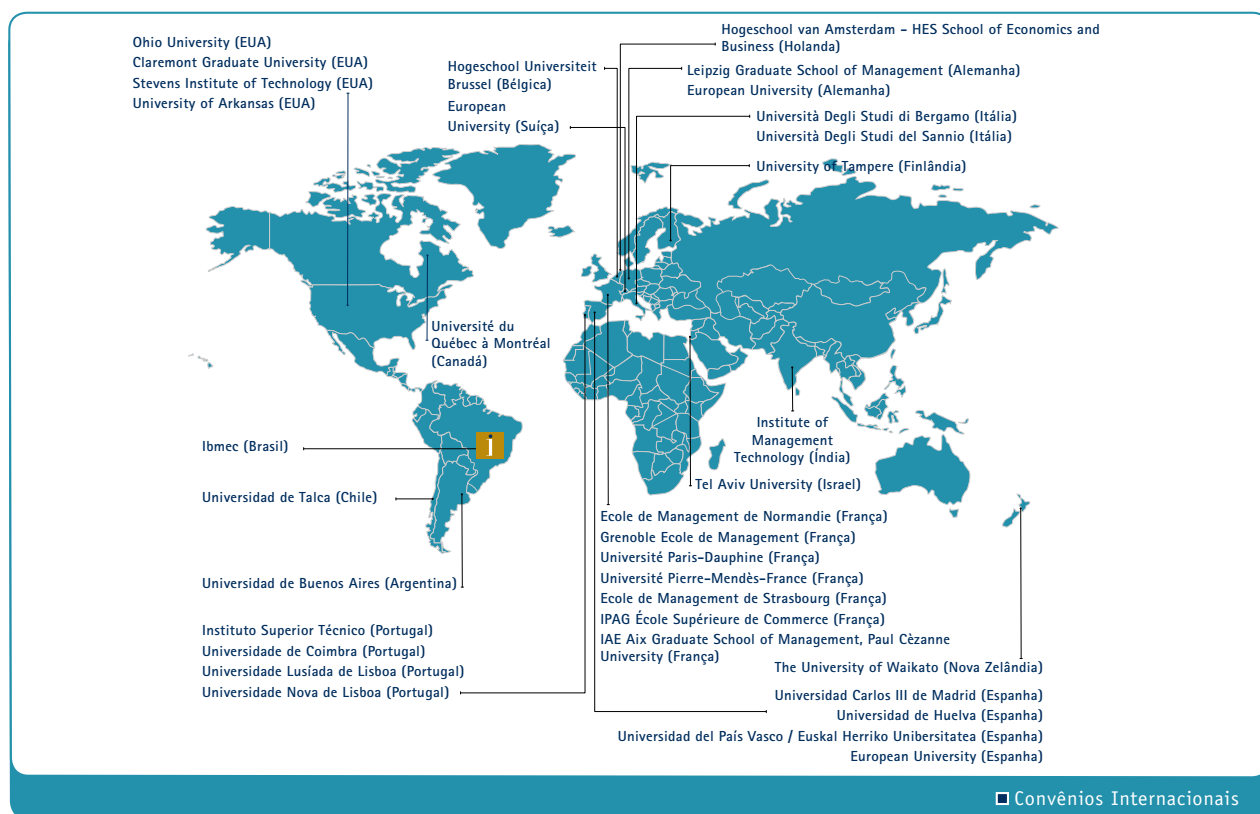 Ohio University (EUA)
Claremont Graduate University (EUA)
Stevens Institute of Technology (EUA)
University of Arkansas (EUA)
Hogeschool Universiteit
Brussel (Bélgica)
European
University (Suíça)
Hogeschool van Amsterdam - HES School of Economics and
Business (Holanda)
Leipzig Graduate School of Management (Alemanha)
European University (Alemanha)
Università Degli Studi di Bergamo (Itália)
Università Degli Studi del Sannio (Itália)
University of Tampere (Finlândia)
Université du
Québec à Montréal
(Canadá)
Institute of
Management
Technology (Índia)
Ibmec (Brasil)
i
Universidad de Talca (Chile)
Tel Aviv University (Israel)
Universidad de Buenos Aires (Argentina)
Ecole de Management de Normandie (França)
Grenoble Ecole de Management (França)
Université Paris-Dauphine (França)
Université Pierre-Mendès-France (França)
Ecole de Management de Strasbourg (França)
IPAG École Supérieure de Commerce (França)
IAE Aix Graduate School of Management, Paul Cèzanne
University (França)
Instituto Superior Técnico (Portugal)
Universidade de Coimbra (Portugal)
Universidade Lusíada de Lisboa (Portugal)
Universidade Nova de Lisboa (Portugal)
The University of Waikato (Nova Zelândia)
Universidad Carlos III de Madrid (Espanha)
Universidad de Huelva (Espanha)
Universidad del País Vasco / Euskal Herriko Unibersitatea (Espanha)
European University (Espanha)
Convênios Internacionais